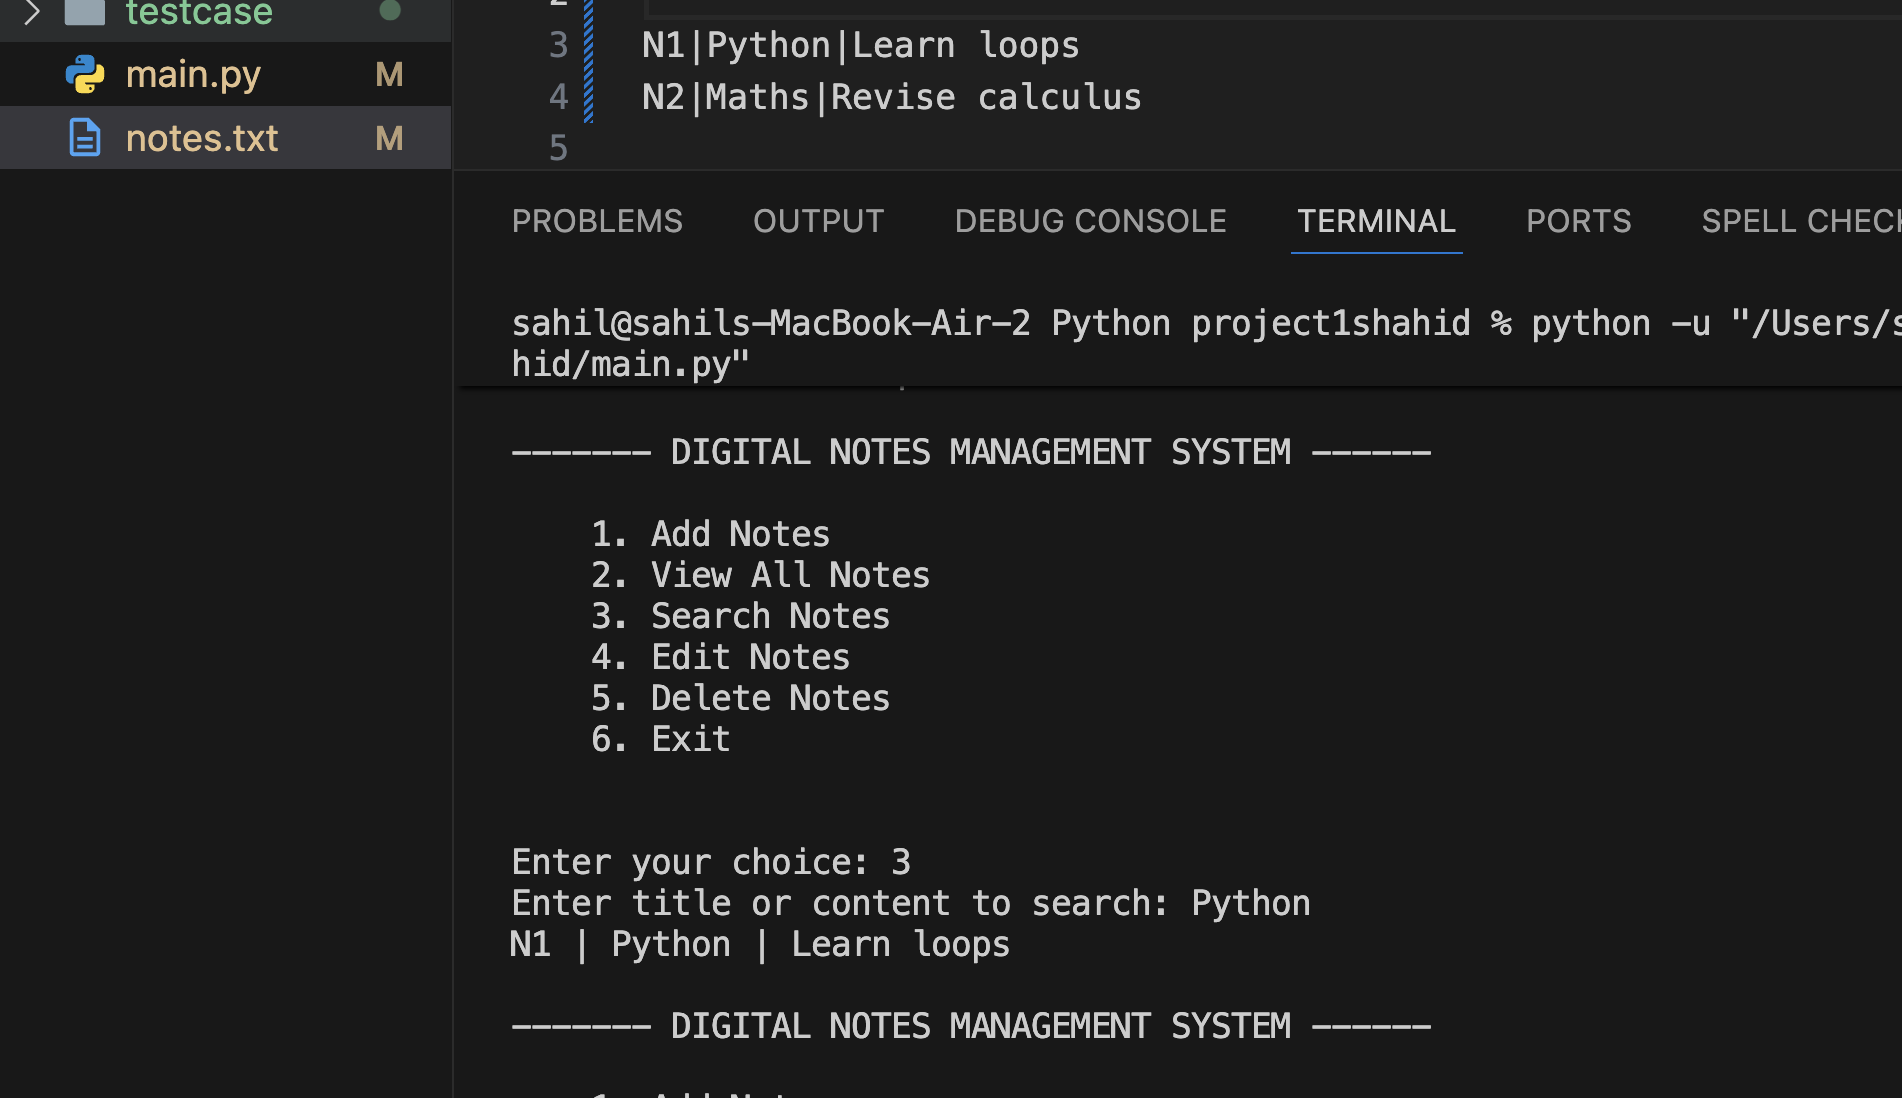 testcase
main.py M
notes.txt M
2
3 N1|Python|Learn loops
4 N2|Maths|Revise calculus
5
PROBLEMS OUTPUT DEBUG CONSOLE TERMINAL PORTS SPELL CHECK
sahil@sahils-MacBook-Air-2 Python project1shahid % python -u "/Users/s
hid/main.py"
------- DIGITAL NOTES MANAGEMENT SYSTEM ------
1. Add Notes
2. View All Notes
3. Search Notes
4. Edit Notes
5. Delete Notes
6. Exit
Enter your choice: 3
Enter title or content to search: Python
N1 | Python | Learn loops
------- DIGITAL NOTES MANAGEMENT SYSTEM ------